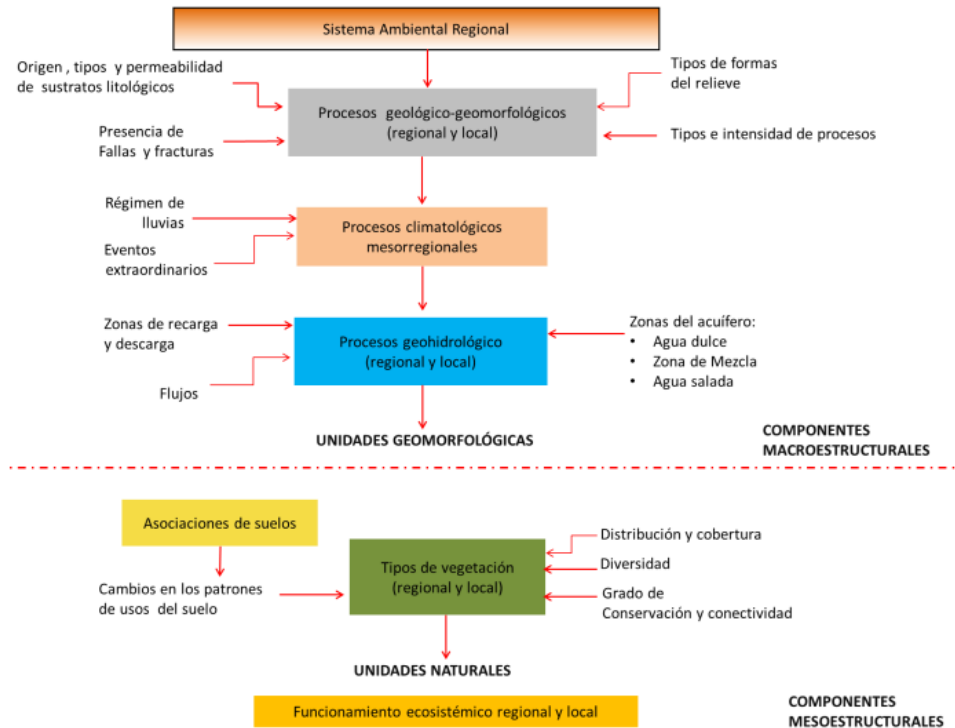 Sistema Ambiental Regional
Origen , tipos y permeabilidad
de sustratos litológicos
Tipos de formas
del relieve
Procesos geológico-geomorfológicos
(regional y local)
Presencia de
Fallas y fracturas
Tipos e intensidad de procesos
Régimen de
lluvias
Procesos climatológicos
mesorregionales
Eventos
extraordinarios
Zonas de recarga
y descarga
Procesos geohidrológico
(regional y local)
Zonas del acuífero:
• Agua dulce
• Zona de Mezcla
• Agua salada
Flujos
UNIDADES GEOMORFOLÓGICAS
COMPONENTES
MACROESTRUCTURALES
Asociaciones de suelos
Distribución y cobertura
Tipos de vegetación
(regional y local)
Diversidad
Cambios en los patrones
de usos del suelo
Grado de
Conservación y conectividad
UNIDADES NATURALES
Funcionamiento ecosistémico regional y local
COMPONENTES
MESOESTRUCTURALES